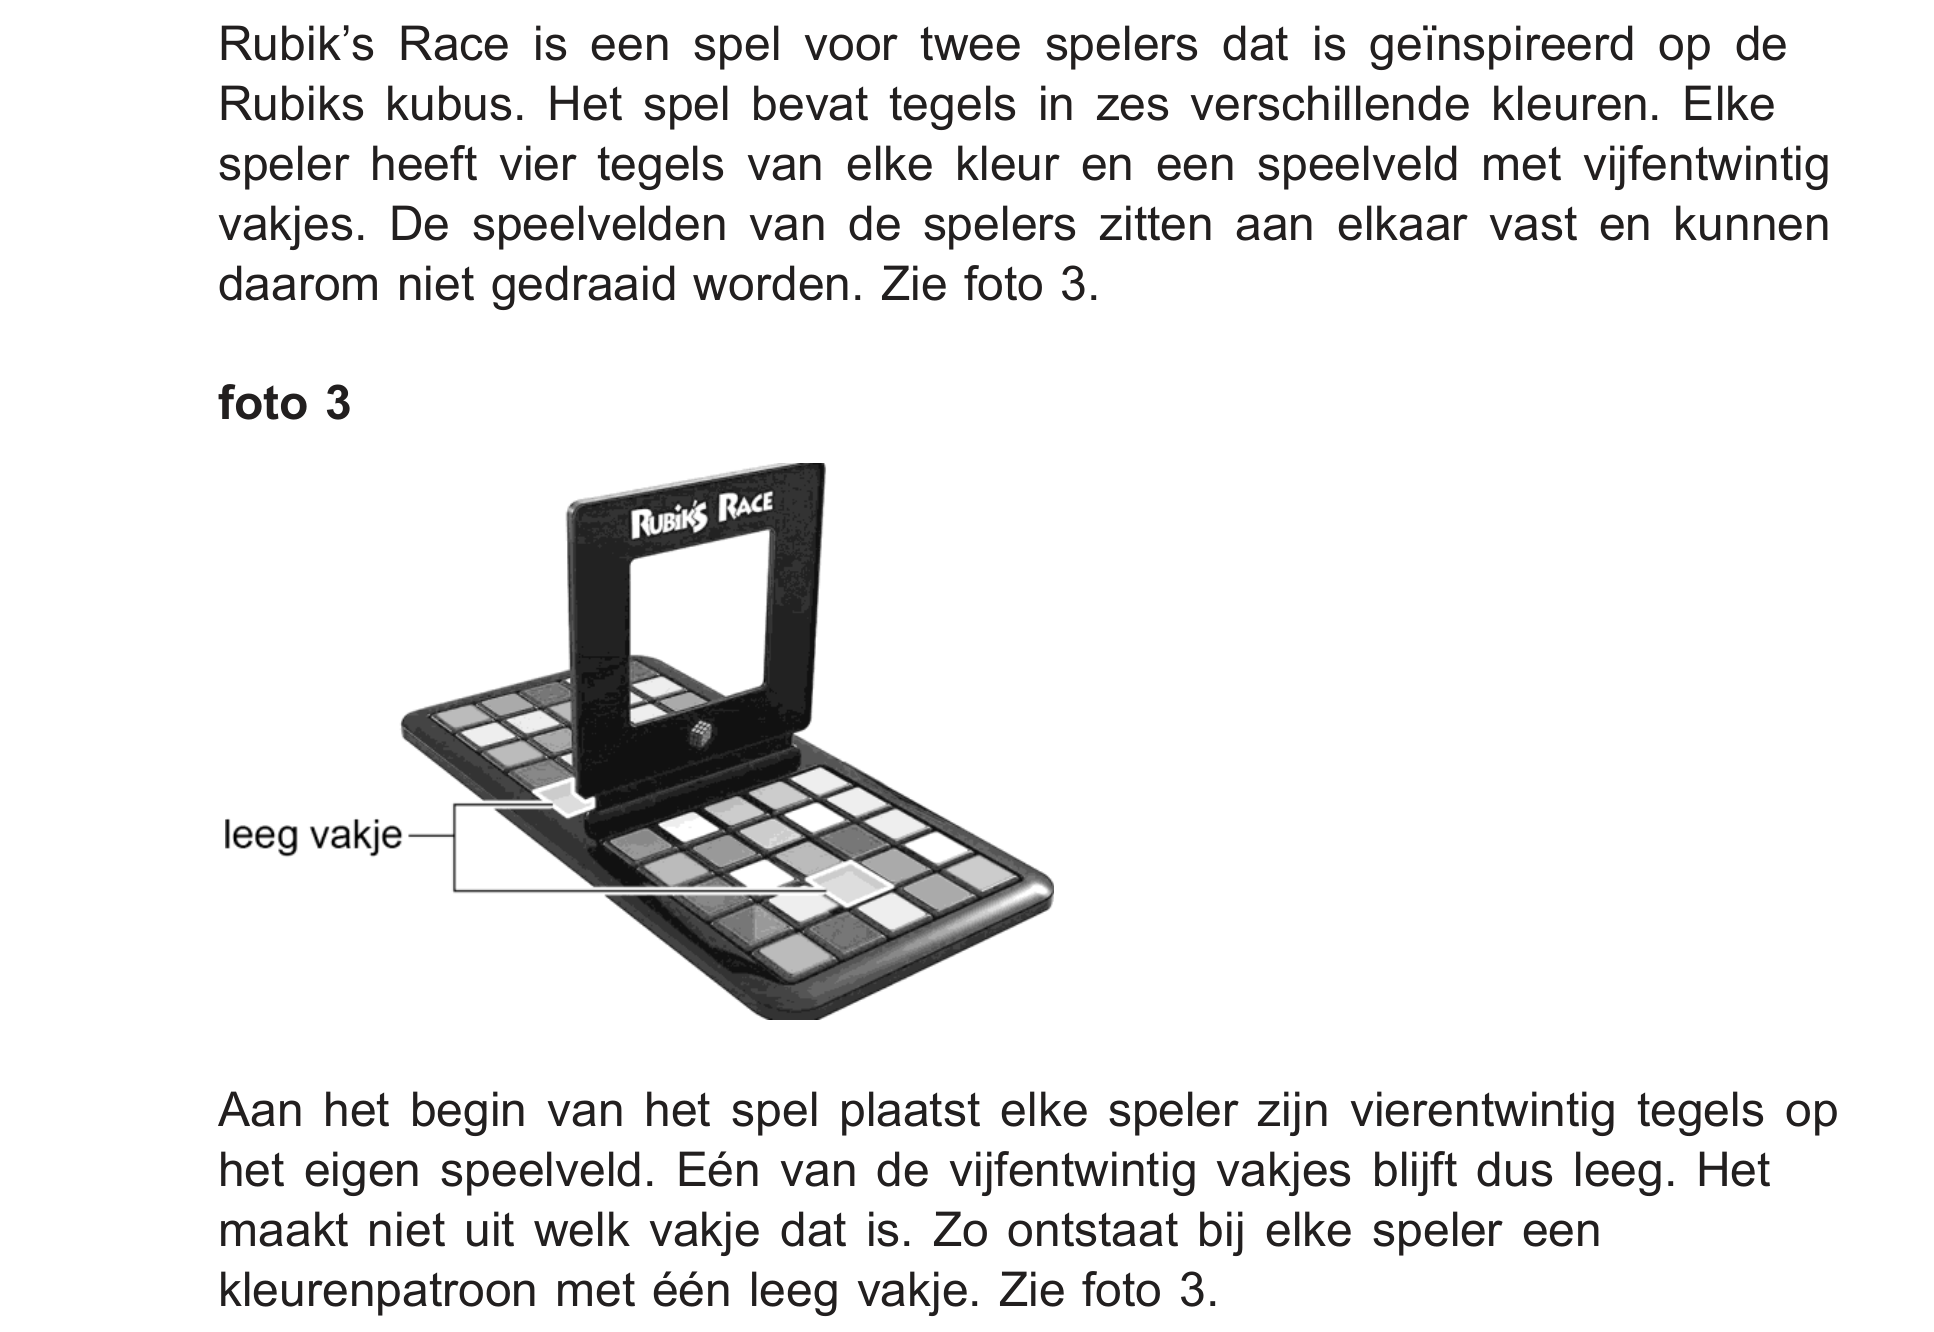 Rubik’s Race is een spel voor twee spelers dat is geïnspireerd op de
Rubiks kubus. Het spel bevat tegels in zes verschillende kleuren. Elke
speler heeft vier tegels van elke kleur en een speelveld met vijfentwintig
vakjes. De speelvelden van de spelers zitten aan elkaar vast en kunnen
daarom niet gedraaid worden. Zie foto 3.
foto 3
RUBIK'S RACE
leeg vakje
Aan het begin van het spel plaatst elke speler zijn vierentwintig tegels op
het eigen speelveld. Eén van de vijfentwintig vakjes blijft dus leeg. Het
maakt niet uit welk vakje dat is. Zo ontstaat bij elke speler een
kleurenpatroon met één leeg vakje. Zie foto 3.